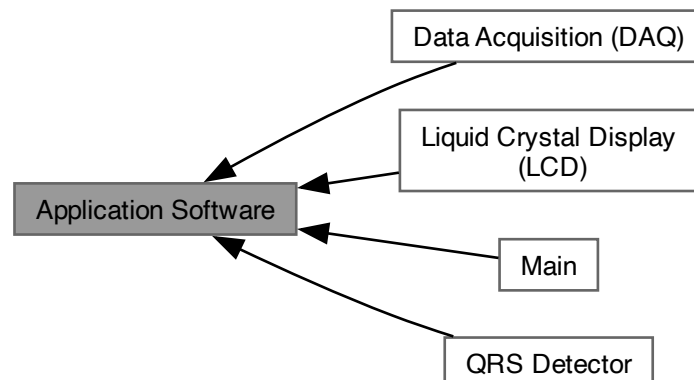 Data Acquisition (DAQ)
Liquid Crystal Display
(LCD)
Application Software
Main
QRS Detector